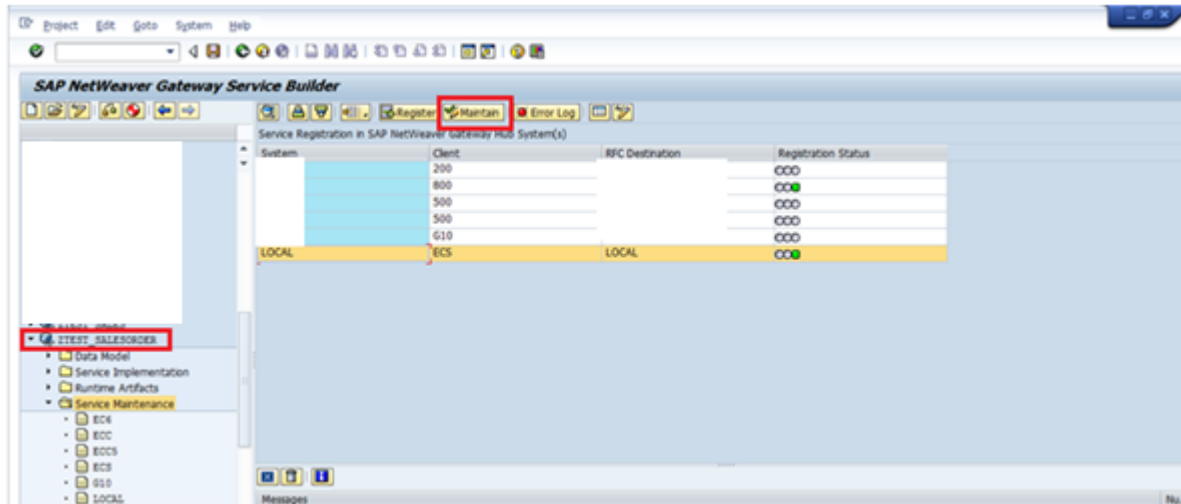 Project Edit Goto System Help
SAP NetWeaver Gateway Service Builder
Register Maintain Error Log
Service Registration in SAP NetWeaver Gateway Hub System(s)
System Client RFC Destination Registration Status
200
800
500
500
G10
LOCAL ECS LOCAL
ZTEST_SALESORDER
Data Model
Service Implementation
Runtime Artifacts
Service Maintenance
EC6
ECC
ECCS
ECS
G10
LOCAL
Messages Nu